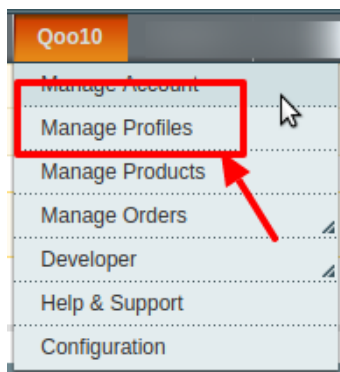 Qoo10
Manage Account
Manage Profiles
Manage Products
Manage Orders
Developer
Help & Support
Configuration